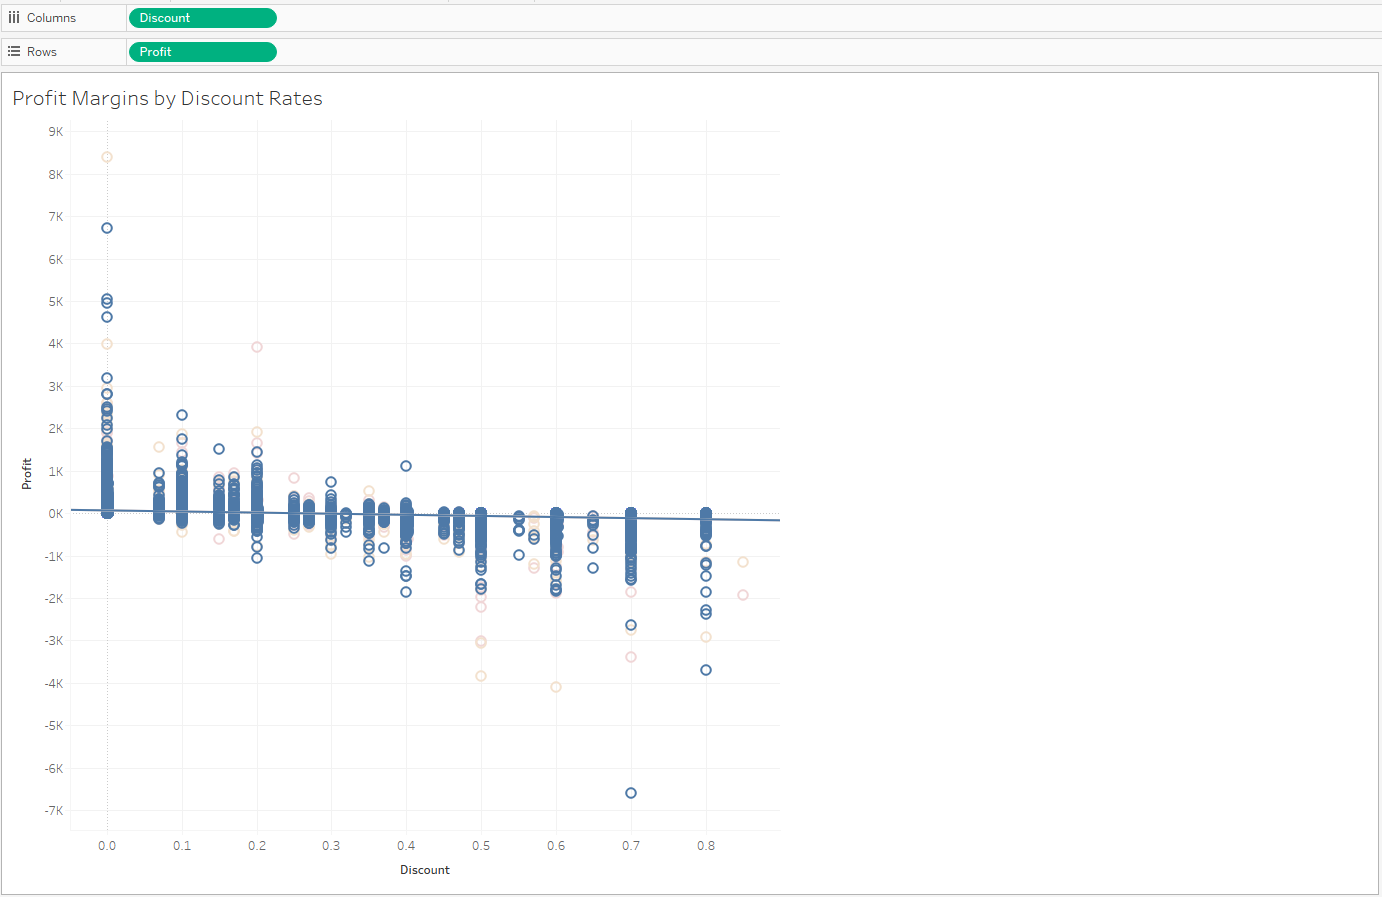 Columns
Discount
Rows
Profit
Profit Margins by Discount Rates
9K
8K
7K
6K
5K
4K
3K
2K
1K
0K
-1K
-2K
-3K
-4K
-5K
-6K
-7K
Profit
0.0 0.1 0.2 0.3 0.4 0.5 0.6 0.7 0.8
Discount